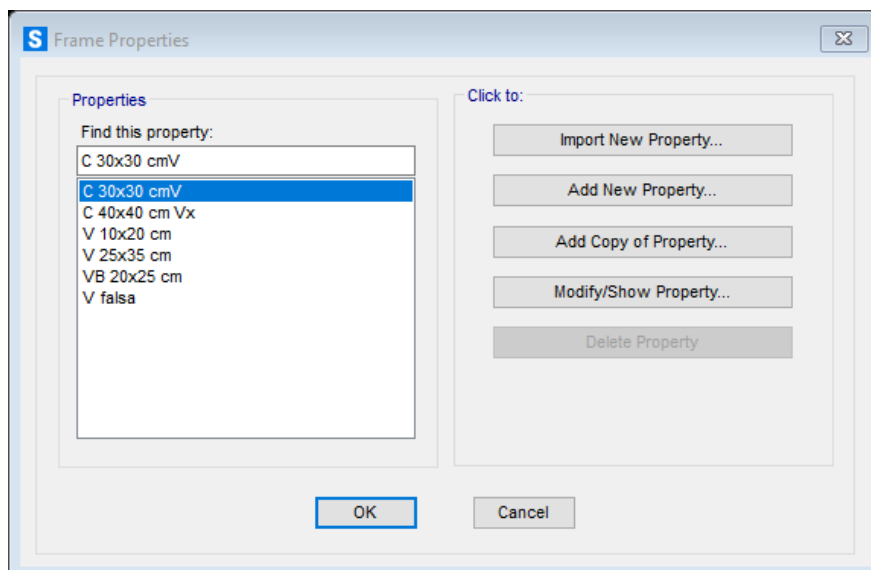 S Frame Properties
Properties
Find this property:
C 30x30 cmV
C 30x30 cmV
C 40x40 cm Vx
V 10x20 cm
V 25x35 cm
VB 20x25 cm
V falsa
Click to:
Import New Property...
Add New Property...
Add Copy of Property...
Modify/Show Property...
Delete Property
OK
Cancel